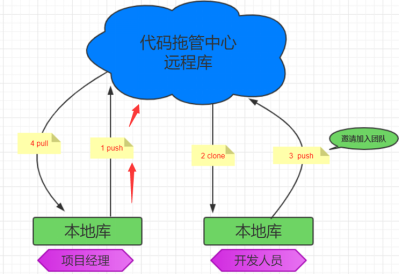 代码拖管中心
远程库
4 pull
1 push
2 clone
3 push
邀请加入团队
本地库
本地库
项目经理
开发人员